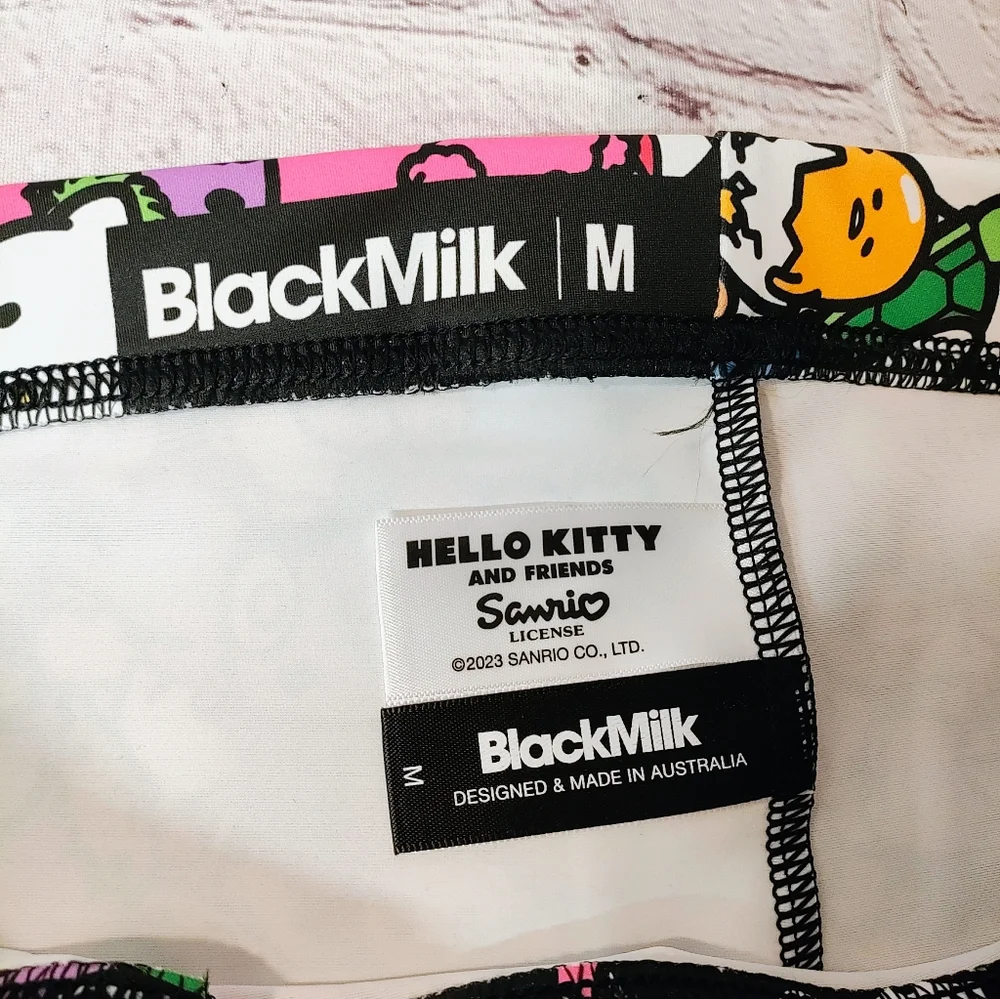 BlackMilk | M
HELLO KITTY
AND FRIENDS
Sanrio
LICENSE
©2023 SANRIO CO., LTD.
BlackMilk
M
DESIGNED & MADE IN AUSTRALIA